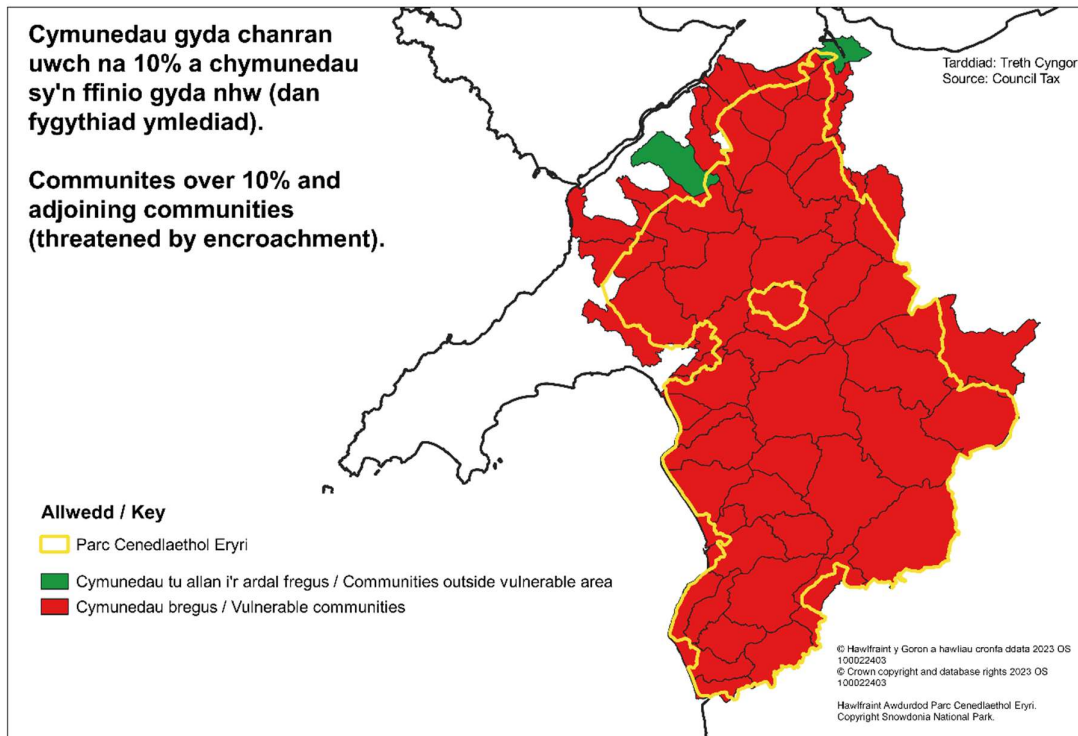 Cymunedau gyda chanran
uwch na 10% a chymunedau
sy'n ffinio gyda nhw (dan
fygythiad ymlediad).
Communites over 10% and
adjoining communities
(threatened by encroachment).
Tarddiad: Treth Cyngor
Source: Council Tax
Allwedd / Key
Parc Cenedlaethol Eryri
Cymunedau tu allan i'r ardal fregus / Communities outside vulnerable area
Cymunedau bregus / Vulnerable communities
© Hawlfraint y Goron a hawliau cronfa ddata 2023 OS
100022403
© Crown copyright and database rights 2023 OS
100022403
Hawlfraint Awdurdod Parc Cenedlaethol Eryri.
Copyright Snowdonia National Park.